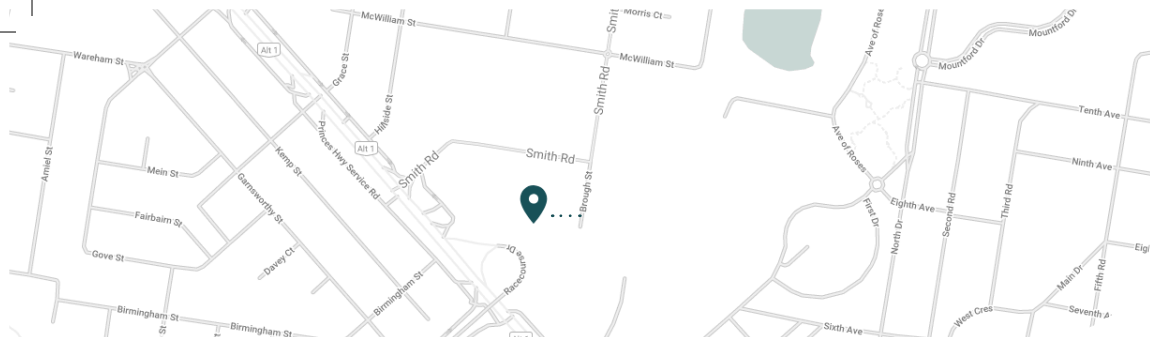 McWilliam St
Smit
Morris Ct
Ave of Roses
Mountford Dr
Mountford Dr
Alt 1
Wareham St
Grace St
McWilliam St
Smith Rd
Tenth Ave
Hillside St
Princes Hwy Service Rd
Alt 1
Ave of Roses
Amiel St
Kemp St
Smith Rd
Smith Rd
Ninth Ave
Mein St
Garnsworthy St
Brough St
Eighth Ave
First Dr
Second Rd
Third Rd
Fairbairn St
North Dr
Gove St
Davey Ct
Racecourse Dr
Eig
Main Dr
Fifth Rd
Birmingham St
Birmingham St
Birmingham St
St
West Cres
Seventh A
Sixth Ave